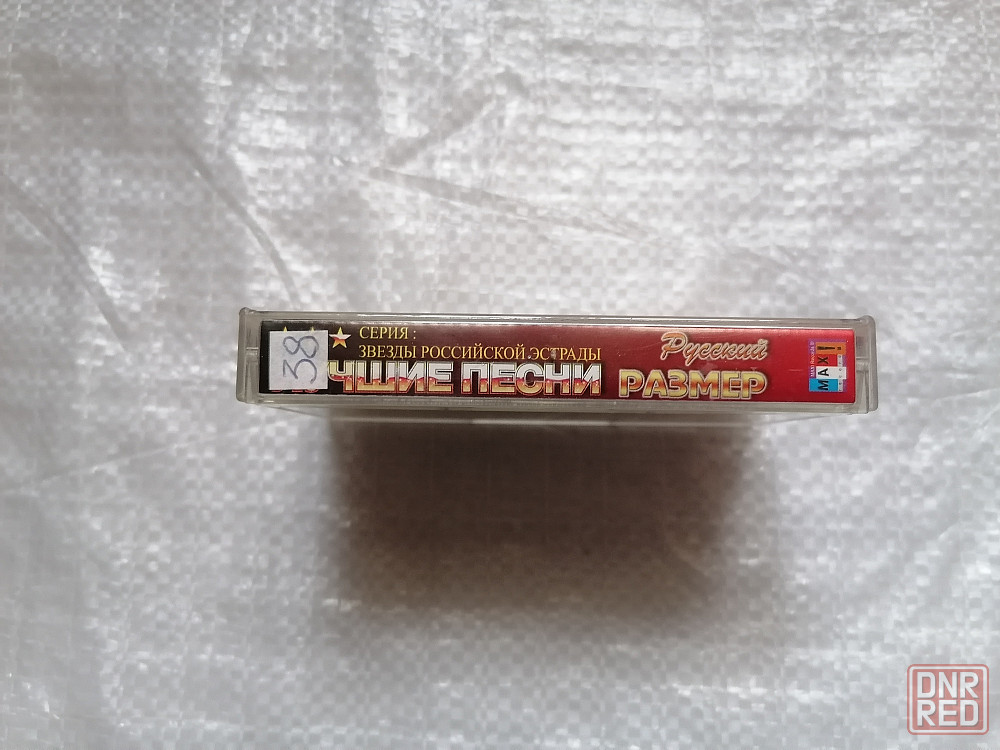 38
СЕРИЯ :
ЗВЕЗДЫ РОССИЙСКОЙ ЭСТРАДЫ
ЧШИЕ ПЕСНИ
Русский
РАЗМЕР
MAX
DNR
RED